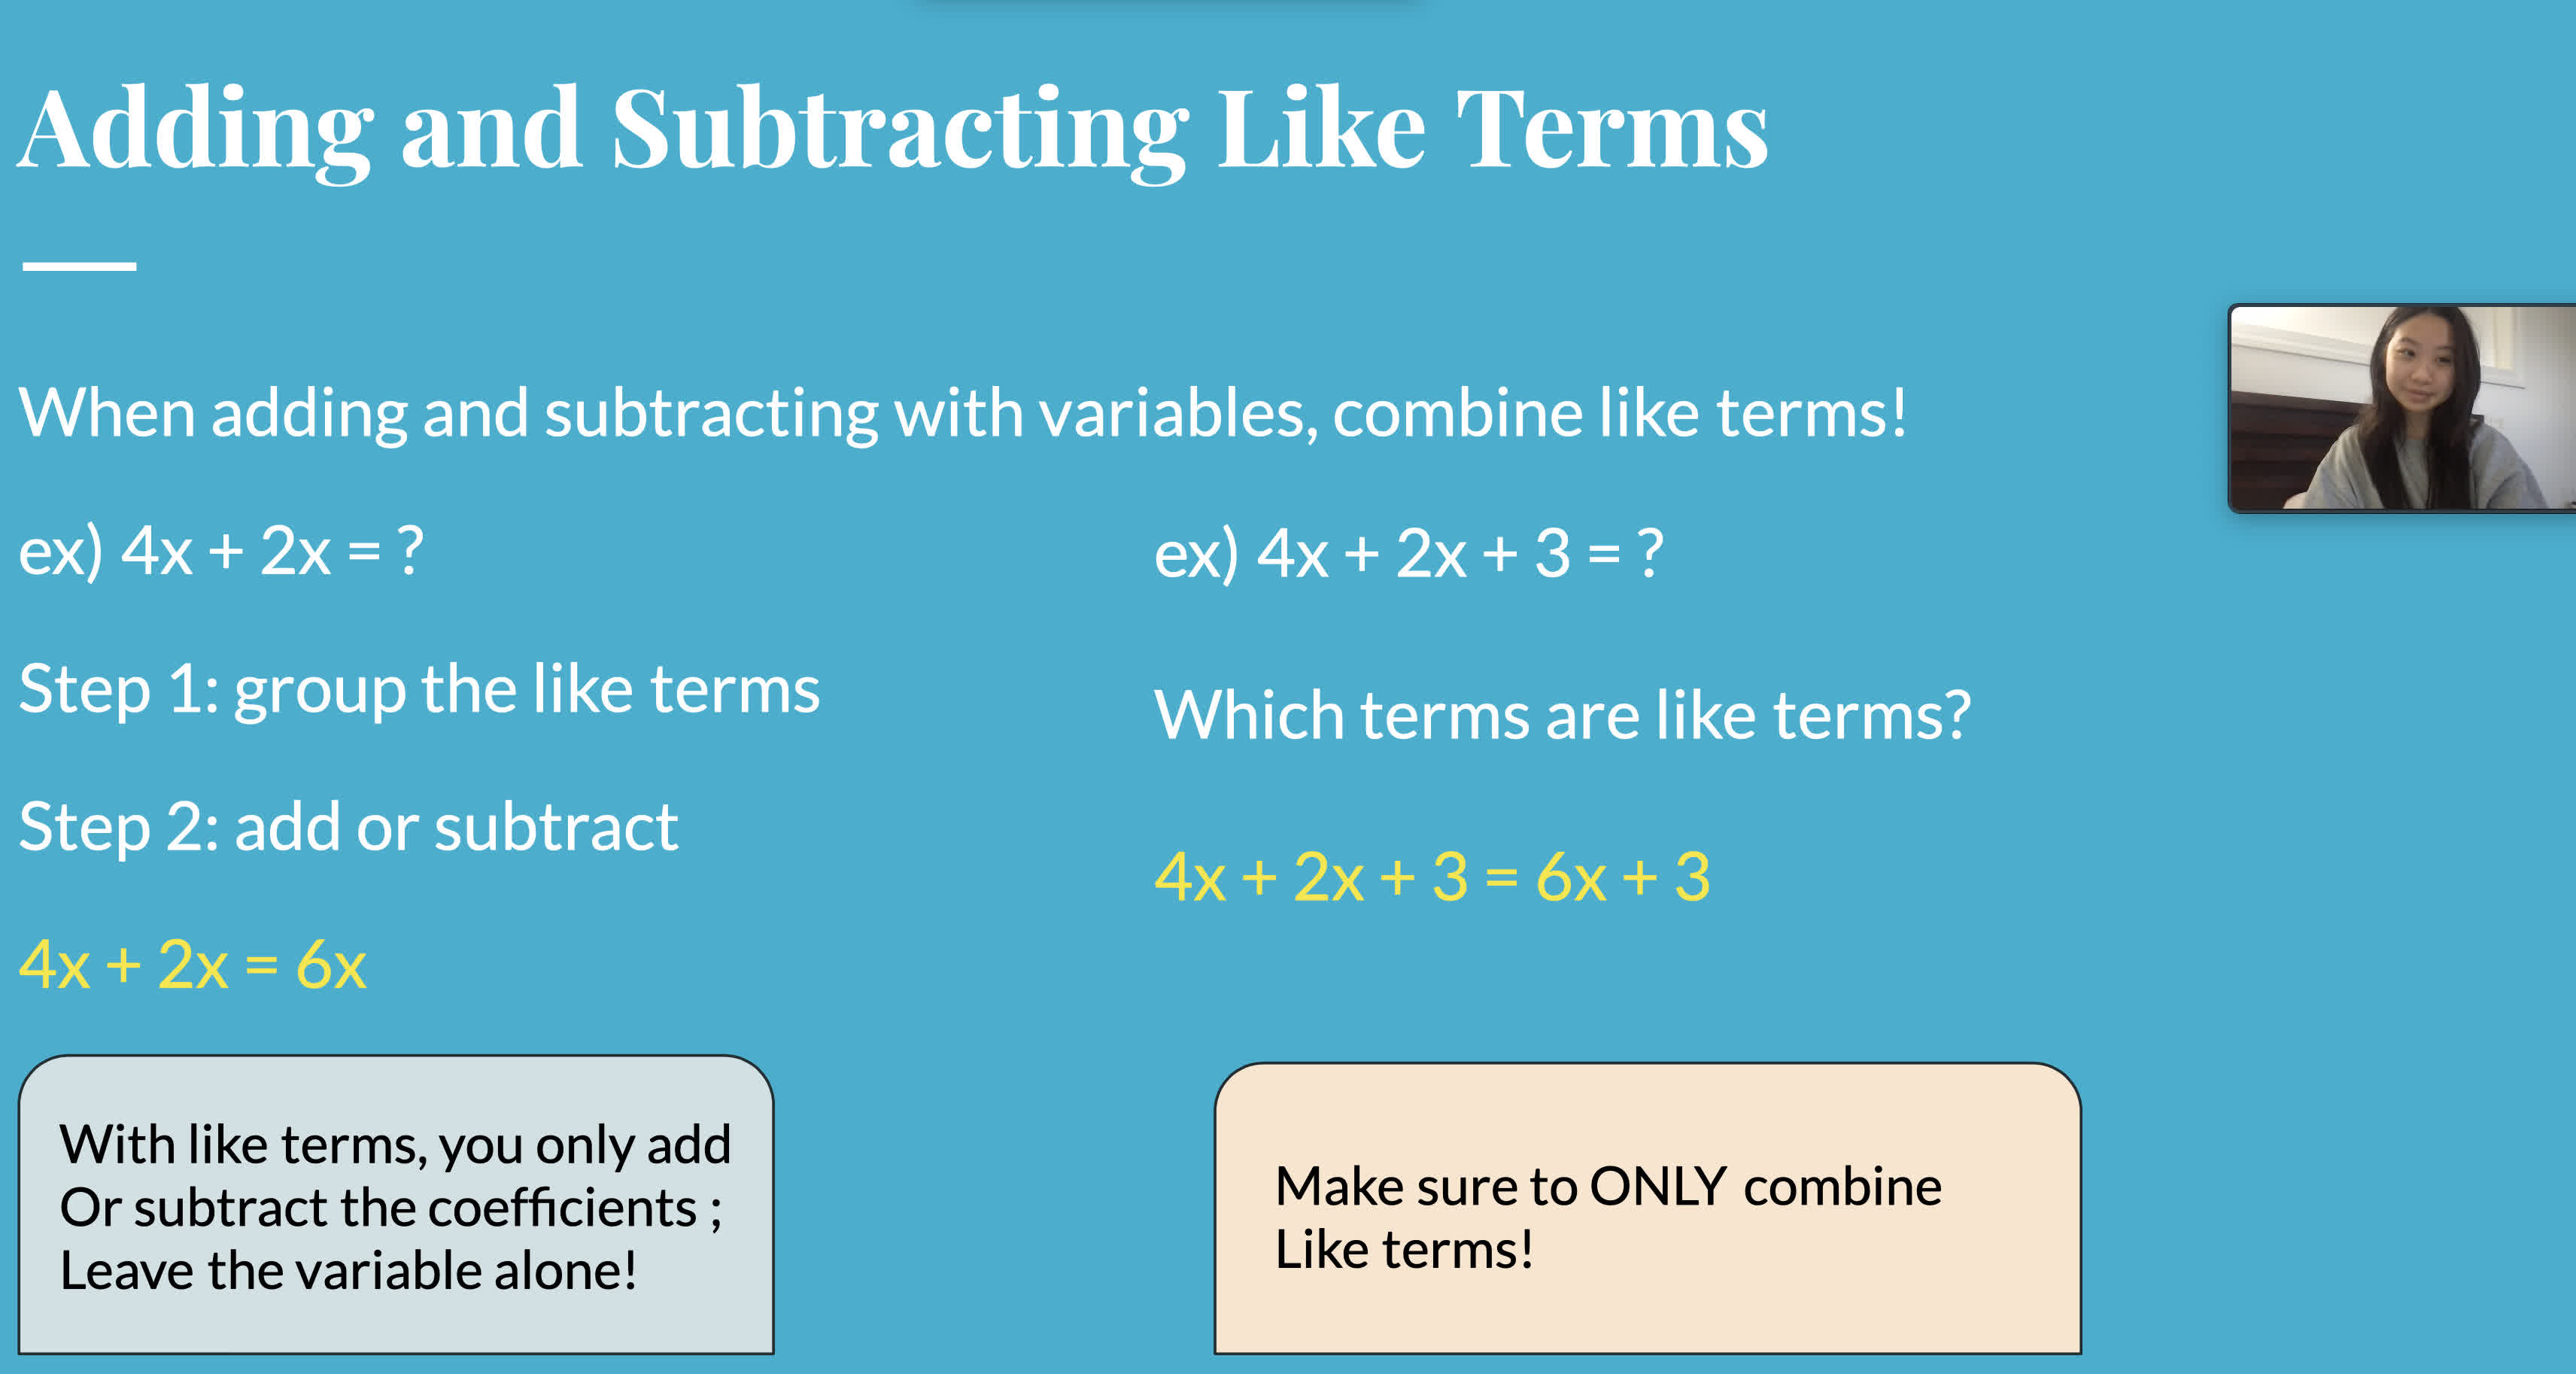 Adding and Subtracting Like Terms
When adding and subtracting with variables, combine like terms!
ex) 4x + 2x = ?
Step 1: group the like terms
Step 2: add or subtract
4x + 2x = 6x
With like terms, you only add
Or subtract the coefficients ;
Leave the variable alone!
ex) 4x + 2x + 3 = ?
Which terms are like terms?
4x + 2x + 3 = 6x + 3
Make sure to ONLY combine
Like terms!